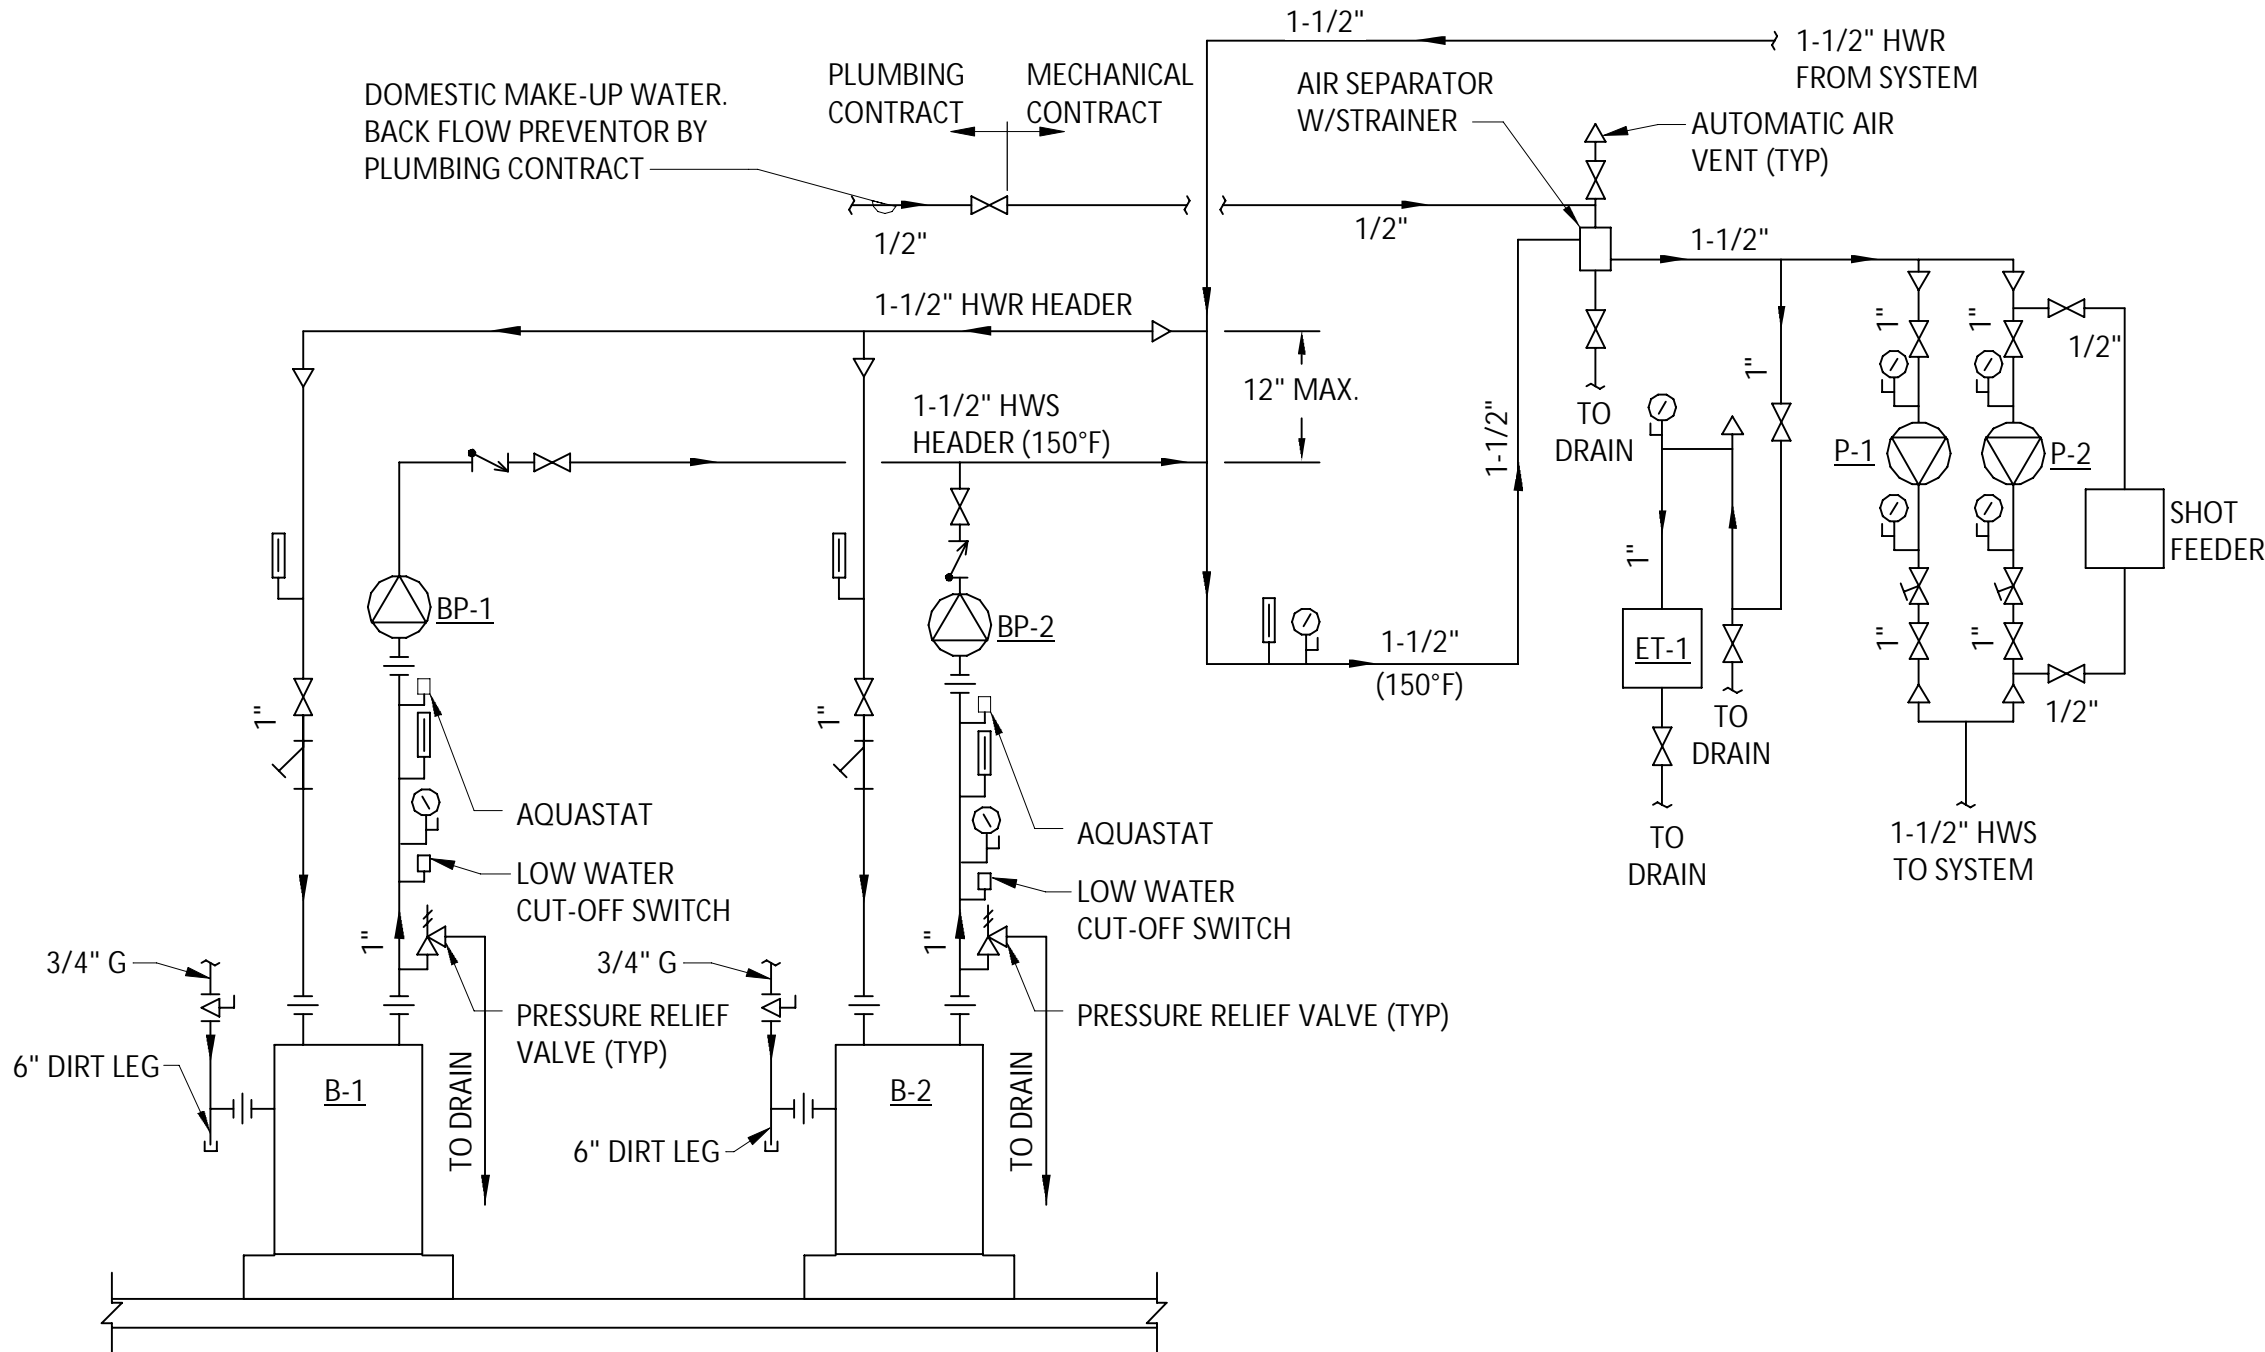 1-1/2"
1-1/2" HWR
FROM SYSTEM
PLUMBING
CONTRACT
MECHANICAL
CONTRACT
DOMESTIC MAKE-UP WATER.
BACK FLOW PREVENTOR BY
PLUMBING CONTRACT
AIR SEPARATOR
W/STRAINER
AUTOMATIC AIR
VENT (TYP)
1/2"
1/2"
1-1/2"
1-1/2" HWR HEADER
12" MAX.
1-1/2" HWS
HEADER (150°F)
1-1/2"
TO
DRAIN
1"
1"
1"
1/2"
P-1
P-2
SHOT
FEEDER
1"
BP-1
BP-2
1-1/2"
(150°F)
ET-1
1"
1"
TO
DRAIN
1/2"
1"
1"
AQUASTAT
AQUASTAT
TO
DRAIN
1-1/2" HWS
TO SYSTEM
LOW WATER
CUT-OFF SWITCH
LOW WATER
CUT-OFF SWITCH
1"
1"
3/4" G
3/4" G
PRESSURE RELIEF
VALVE (TYP)
PRESSURE RELIEF VALVE (TYP)
6" DIRT LEG
B-1
TO DRAIN
B-2
TO DRAIN
6" DIRT LEG